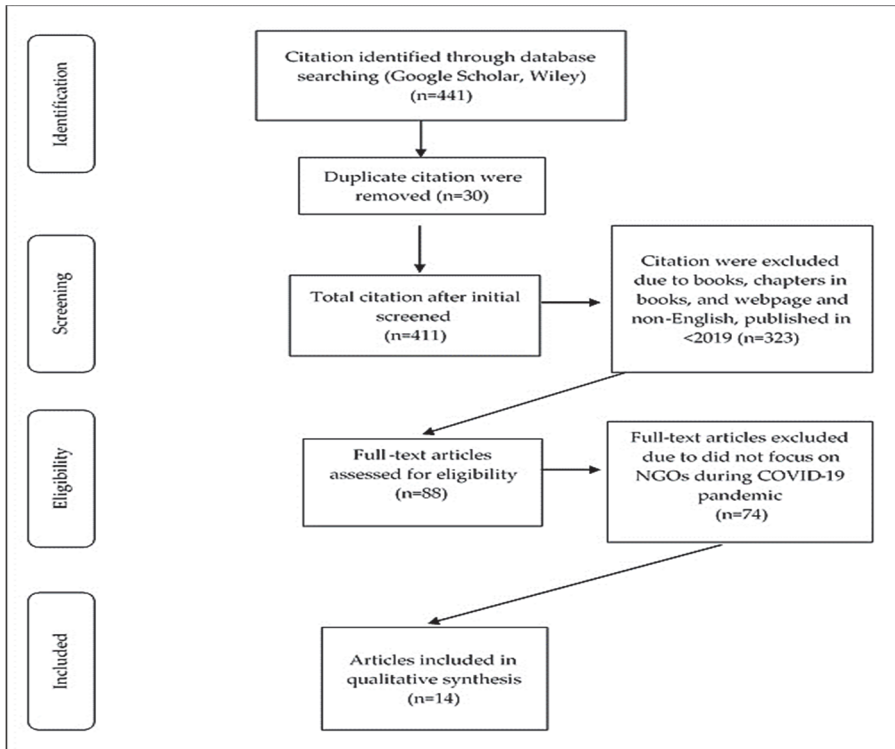 Identification
Citation identified through database
searching (Google Scholar, Wiley)
(n=441)
Duplicate citation were
removed (n=30)
Screening
Total citation after initial
screened
(n=411)
Citation were excluded
due to books, chapters in
books, and webpage and
non-English, published in
<2019 (n=323)
Eligibility
Full-text articles
assessed for eligibility
(n=88)
Full-text articles excluded
due to did not focus on
NGOs during COVID-19
pandemic
(n=74)
Included
Articles included in
qualitative synthesis
(n=14)